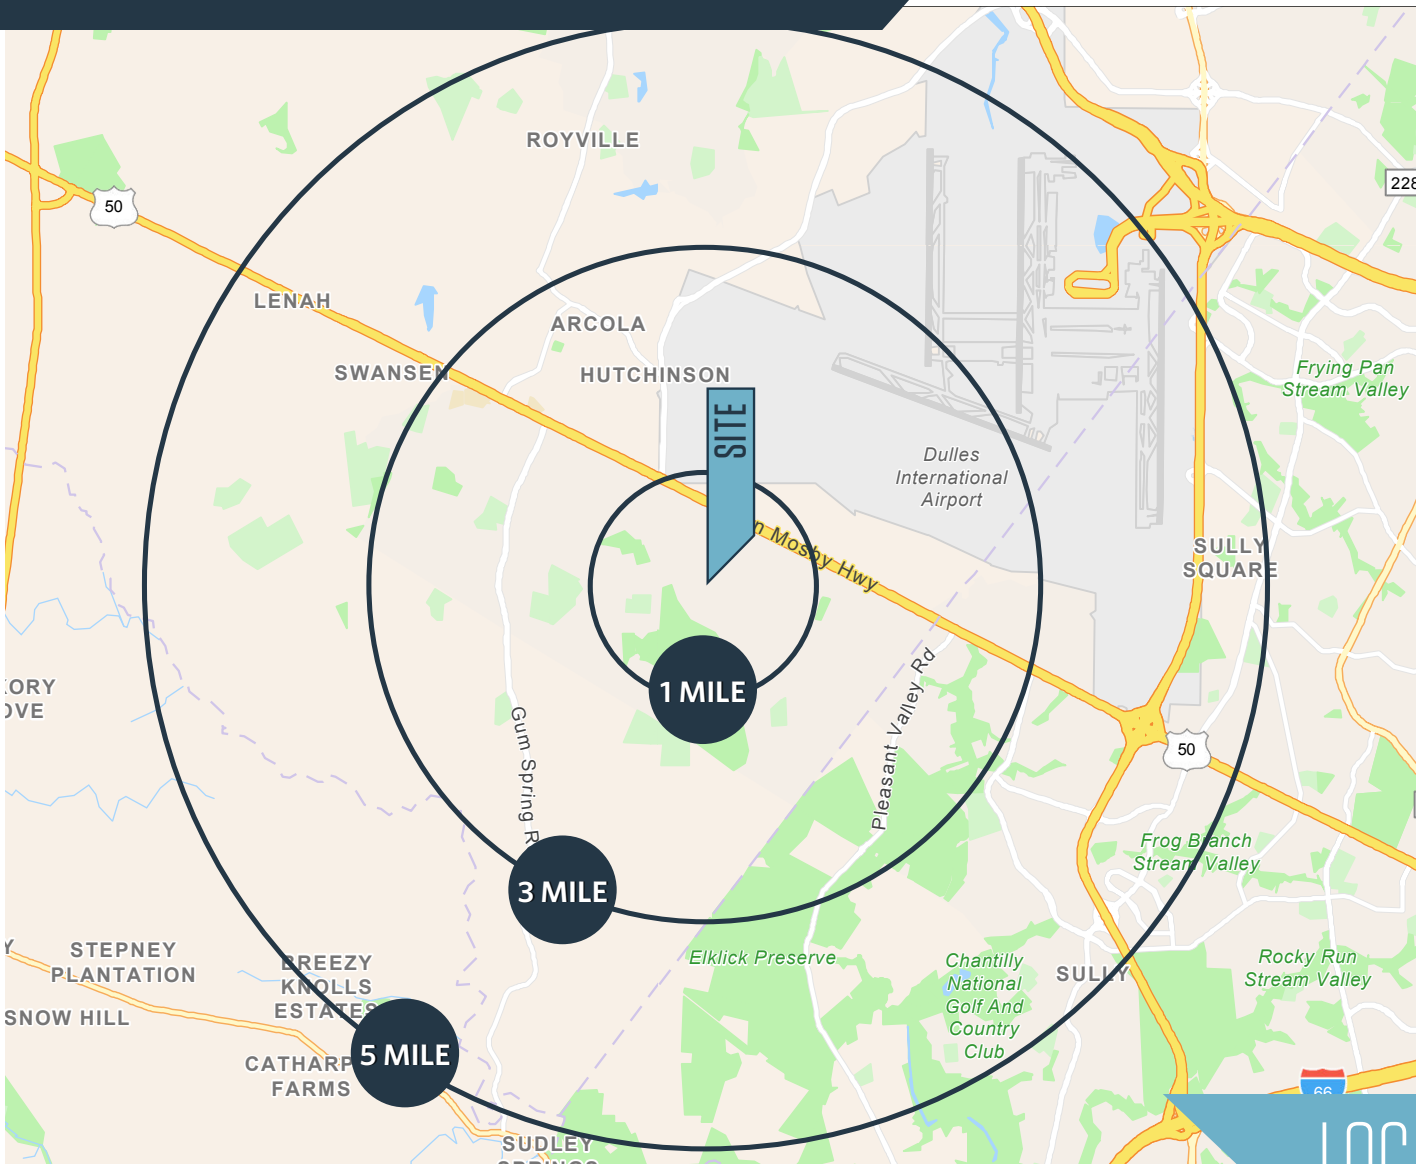 ROYVILLE
228
50
LENAH
ARCOLA
SWANSEN
HUTCHINSON
Frying Pan
Stream Valley
SITE
Dulles
International
Airport
n Mosby Hwy
SULLY
SQUARE
Pleasant Valley Rd
KORY
OVE
1 MILE
Gum Spring R
50
Frog Branch
Stream Valley
3 MILE
Y
STEPNEY
PLANTATION
BREEZY
KNOLLS
ESTATES
Elklick Preserve
Chantilly
National
Golf And
Country
Club
SULLY
Rocky Run
Stream Valley
SNOW HILL
5 MILE
CATHARP
FARMS
66
SUDLEY
SPRINGS